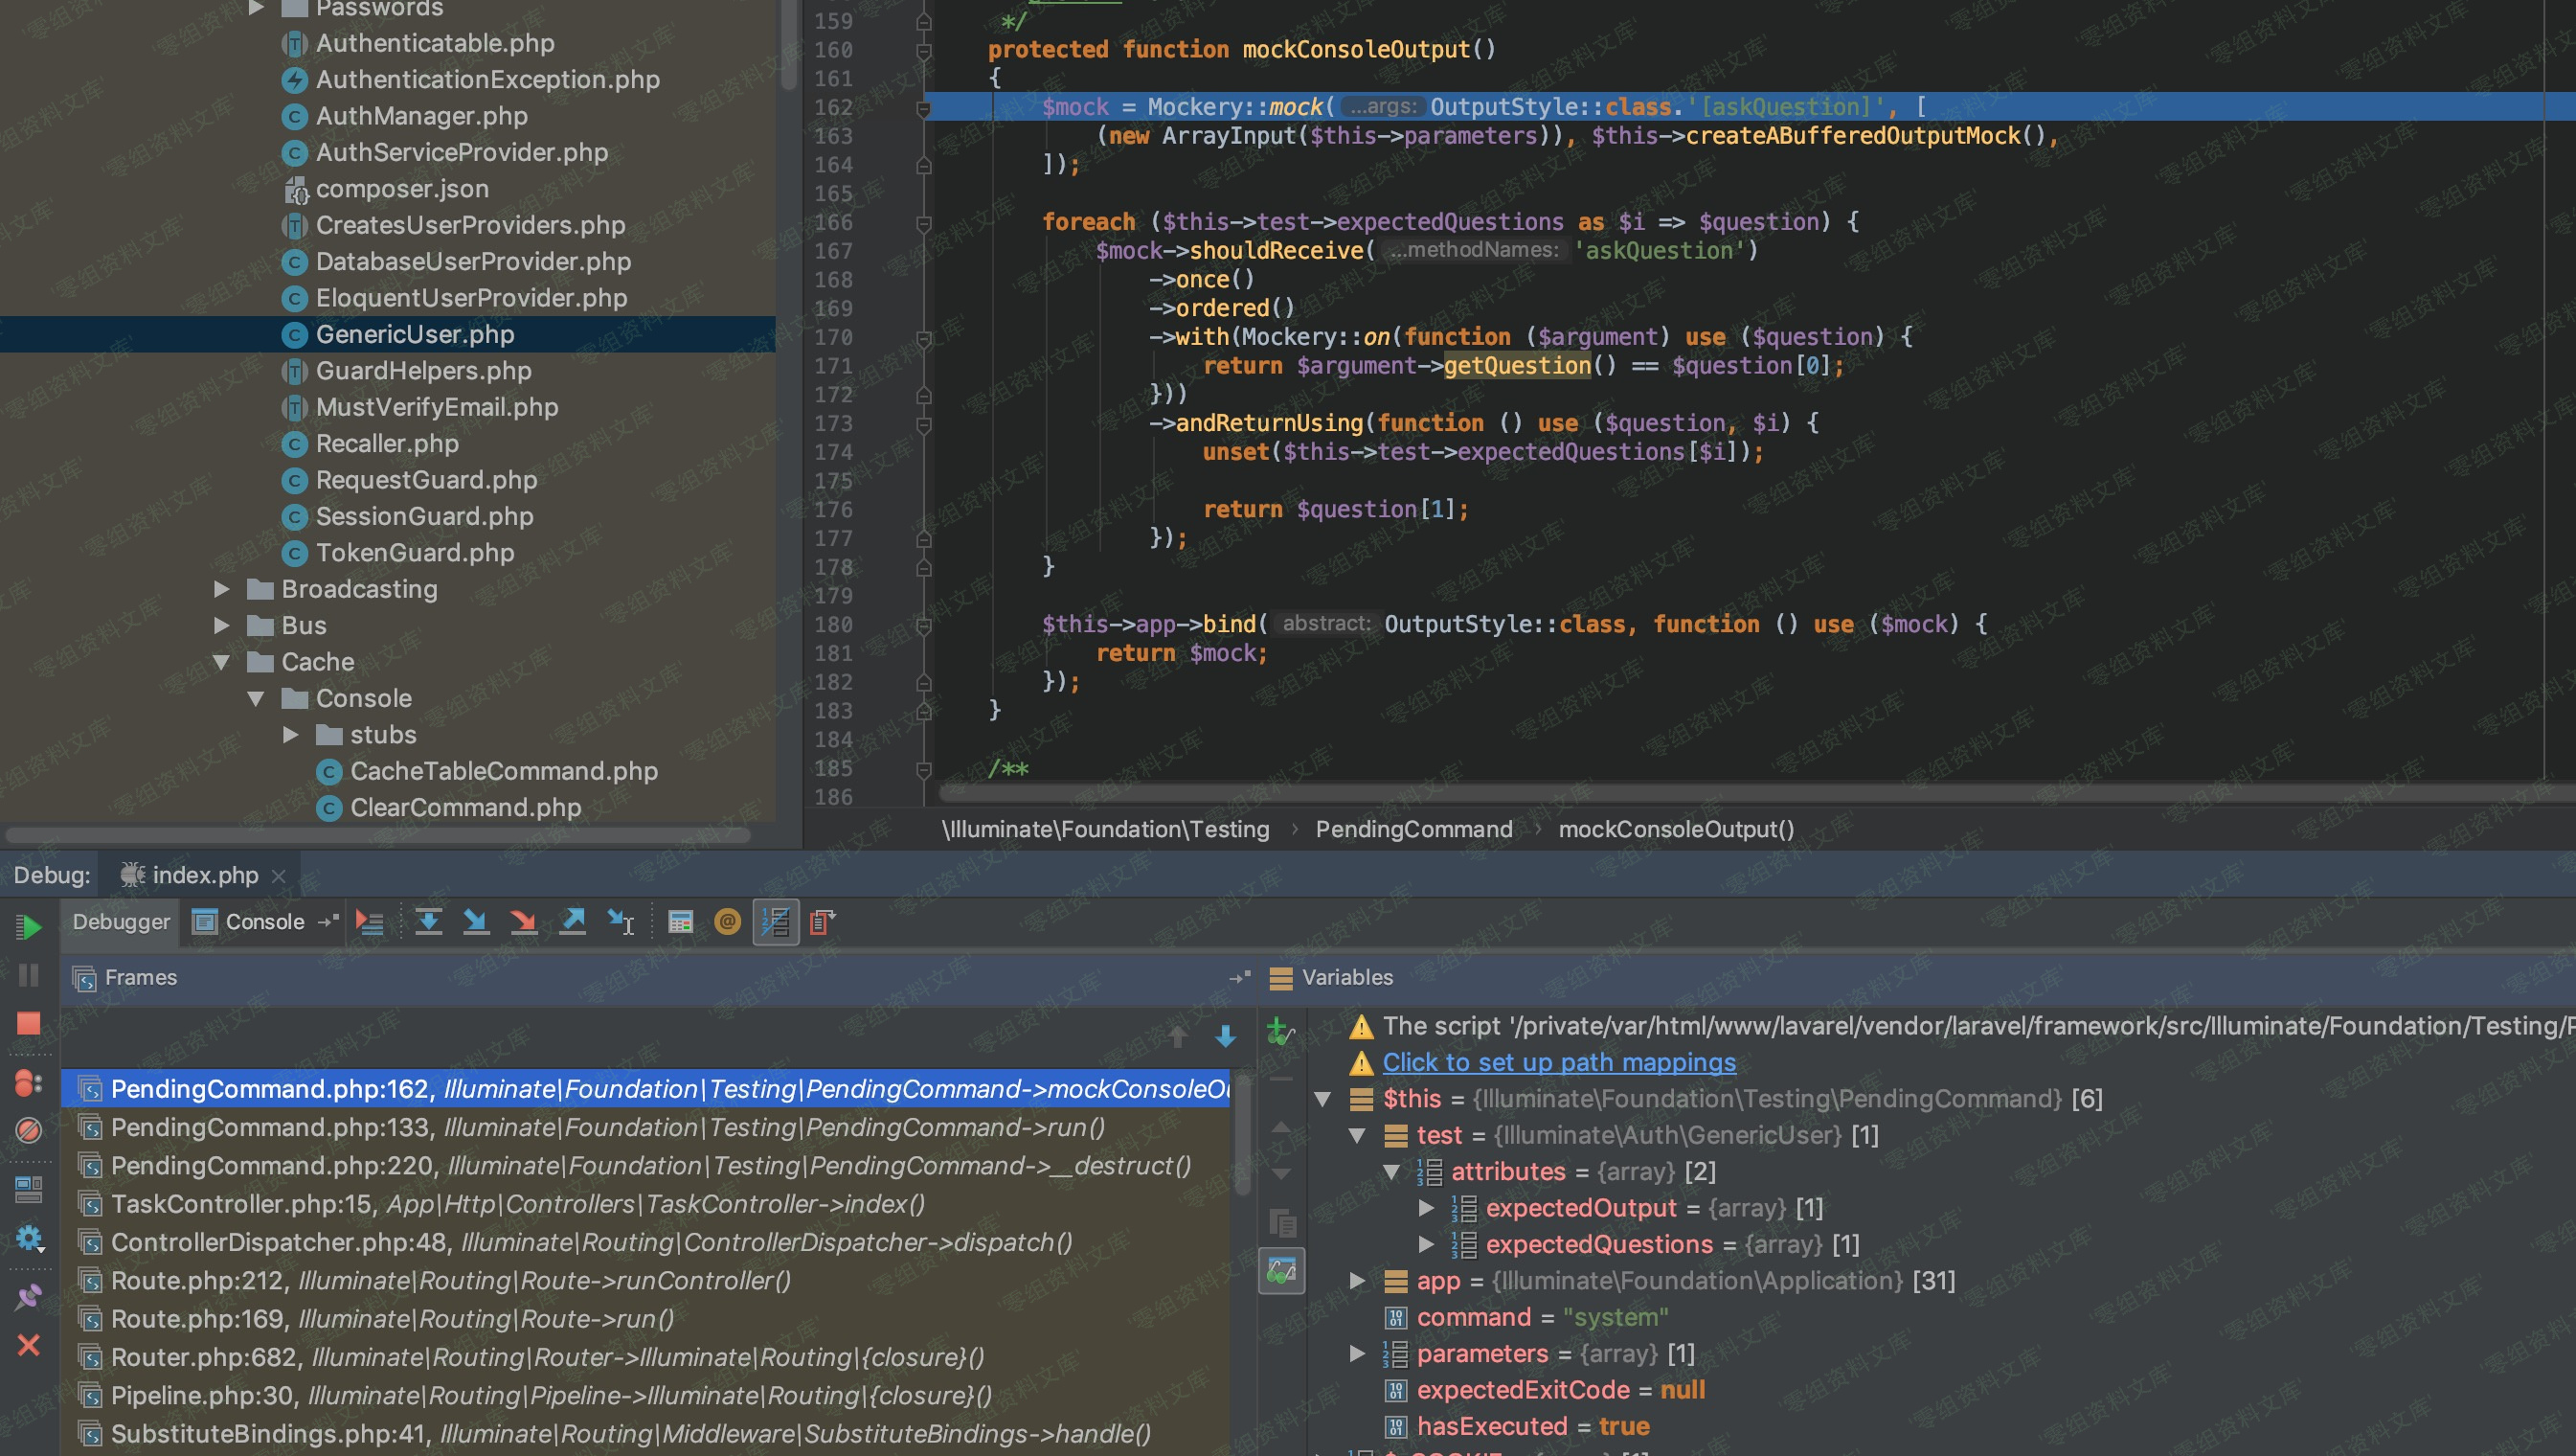 Passwords
Authenticatable.php
AuthenticationException.php
AuthManager.php
AuthServiceProvider.php
composer.json
CreatesUserProviders.php
DatabaseUserProvider.php
EloquentUserProvider.php
GenericUser.php
GuardHelpers.php
MustVerifyEmail.php
Recaller.php
RequestGuard.php
SessionGuard.php
TokenGuard.php
Broadcasting
Bus
Cache
Console
stubs
CacheTableCommand.php
ClearCommand.php
159 */
160 protected function mockConsoleOutput()
161 {
162 $mock = Mockery::mock( ...args: OutputStyle::class.'[askQuestion]', [
163 (new ArrayInput($this->parameters)), $this->createABufferedOutputMock(),
164 ]);
165
166 foreach ($this->test->expectedQuestions as $i => $question) {
167 $mock->shouldReceive( ...methodNames: 'askQuestion')
168 ->once()
169 ->ordered()
170 ->with(Mockery::on(function ($argument) use ($question) {
171 return $argument->getQuestion() == $question[0];
172 }))
173 ->andReturnUsing(function () use ($question, $i) {
174 unset($this->test->expectedQuestions[$i]);
175
176 return $question[1];
177 });
178 }
179
180 $this->app->bind( abstract: OutputStyle::class, function () use ($mock) {
181 return $mock;
182 });
183 }
184
185 /**
186
\Illuminate\Foundation\Testing › PendingCommand › mockConsoleOutput()
Debug: index.php
Debugger Console
Frames
PendingCommand.php:162, Illuminate\Foundation\Testing\PendingCommand->mockConsoleOu
PendingCommand.php:133, Illuminate\Foundation\Testing\PendingCommand->run()
PendingCommand.php:220, Illuminate\Foundation\Testing\PendingCommand->__destruct()
TaskController.php:15, App\Http\Controllers\TaskController->index()
ControllerDispatcher.php:48, Illuminate\Routing\ControllerDispatcher->dispatch()
Route.php:212, Illuminate\Routing\Route->runController()
Route.php:169, Illuminate\Routing\Route->run()
Router.php:682, Illuminate\Routing\Router->Illuminate\Routing\{closure}()
Pipeline.php:30, Illuminate\Routing\Pipeline->Illuminate\Routing\{closure}()
SubstituteBindings.php:41, Illuminate\Routing\Middleware\SubstituteBindings->handle()
Variables
The script '/private/var/html/www/lavarel/vendor/laravel/framework/src/Illuminate/Foundation/Testing/
Click to set up path mappings
$this = {Illuminate\Foundation\Testing\PendingCommand} [6]
test = {Illuminate\Auth\GenericUser} [1]
attributes = {array} [2]
expectedOutput = {array} [1]
expectedQuestions = {array} [1]
app = {Illuminate\Foundation\Application} [31]
command = "system"
parameters = {array} [1]
expectedExitCode = null
hasExecuted = true
零组资料文库